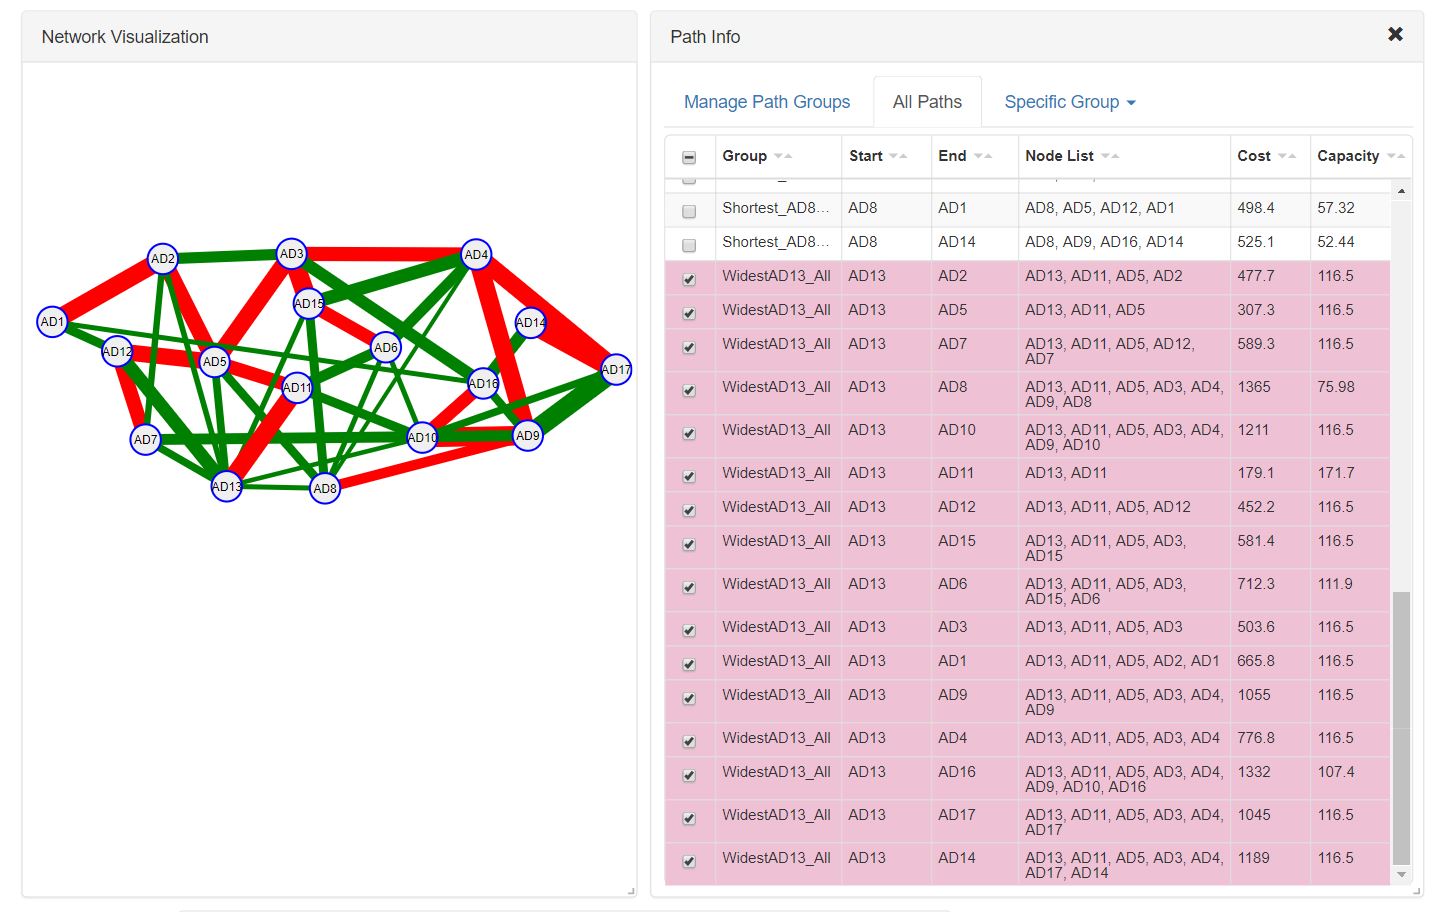 Network Visualization
AD3
AD2
AD4
AD15
AD1
AD14
AD12
AD6
AD5
AD17
AD11
AD16
AD7
AD10
AD9
AD13
AD8
Path Info
Manage Path Groups All Paths Specific Group
Group Start End Node List Cost Capacity
Shortest_AD8... AD8 AD1 AD8, AD5, AD12, AD1 498.4 57.32
Shortest_AD8... AD8 AD14 AD8, AD9, AD16, AD14 525.1 52.44
WidestAD13_All AD13 AD2 AD13, AD11, AD5, AD2 477.7 116.5
WidestAD13_All AD13 AD5 AD13, AD11, AD5 307.3 116.5
WidestAD13_All AD13 AD7 AD13, AD11, AD5, AD12, 589.3 116.5
AD7
WidestAD13_All AD13 AD8 AD13, AD11, AD5, AD3, AD4, 1365 75.98
AD9, AD8
WidestAD13_All AD13 AD10 AD13, AD11, AD5, AD3, AD4, 1211 116.5
AD9, AD10
WidestAD13_All AD13 AD11 AD13, AD11 179.1 171.7
WidestAD13_All AD13 AD12 AD13, AD11, AD5, AD12 452.2 116.5
WidestAD13_All AD13 AD15 AD13, AD11, AD5, AD3, 581.4 116.5
AD15
WidestAD13_All AD13 AD6 AD13, AD11, AD5, AD3, 712.3 111.9
AD15, AD6
WidestAD13_All AD13 AD3 AD13, AD11, AD5, AD3 503.6 116.5
WidestAD13_All AD13 AD1 AD13, AD11, AD5, AD2, AD1 665.8 116.5
WidestAD13_All AD13 AD9 AD13, AD11, AD5, AD3, AD4, 1055 116.5
AD9
WidestAD13_All AD13 AD4 AD13, AD11, AD5, AD3, AD4 776.8 116.5
WidestAD13_All AD13 AD16 AD13, AD11, AD5, AD3, AD4, 1332 107.4
AD9, AD10, AD16
WidestAD13_All AD13 AD17 AD13, AD11, AD5, AD3, AD4, 1045 116.5
AD17
WidestAD13_All AD13 AD14 AD13, AD11, AD5, AD3, AD4, 1189 116.5
AD17, AD14